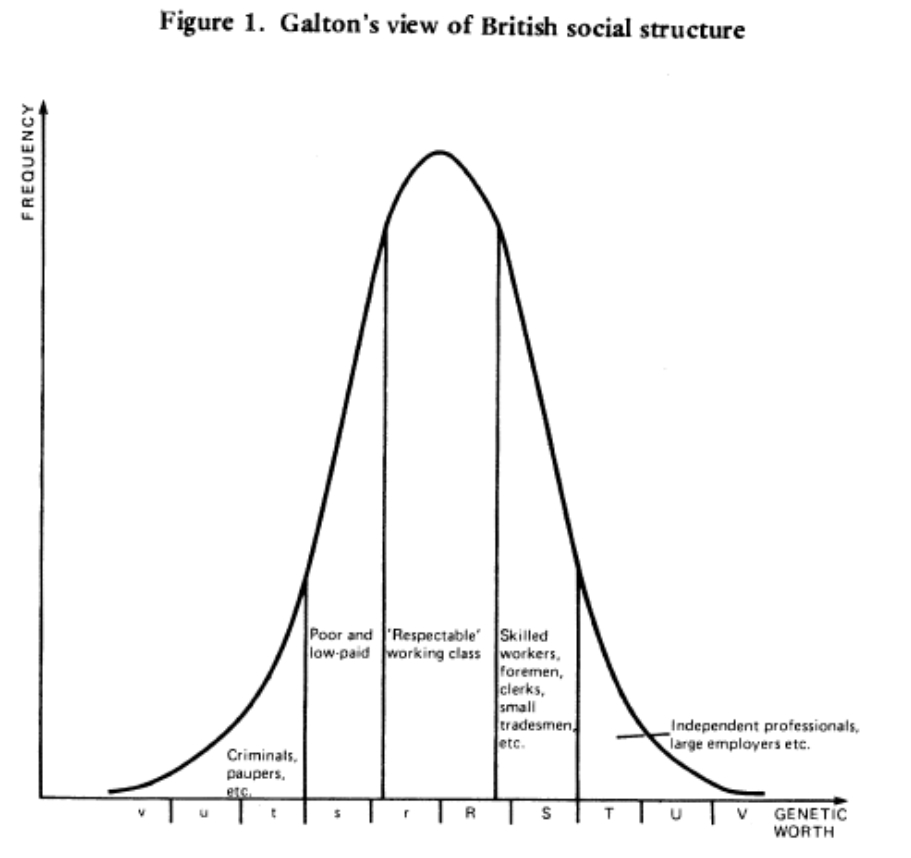 Figure 1. Galton's view of British social structure
FREQUENCY
Poor and
low-paid
'Respectable'
working class
Skilled
workers,
foremen,
clerks,
small
tradesmen,
etc.
Independent professionals,
large employers etc.
Criminals,
paupers,
etc.
v u t s r R S T U V GENETIC
WORTH